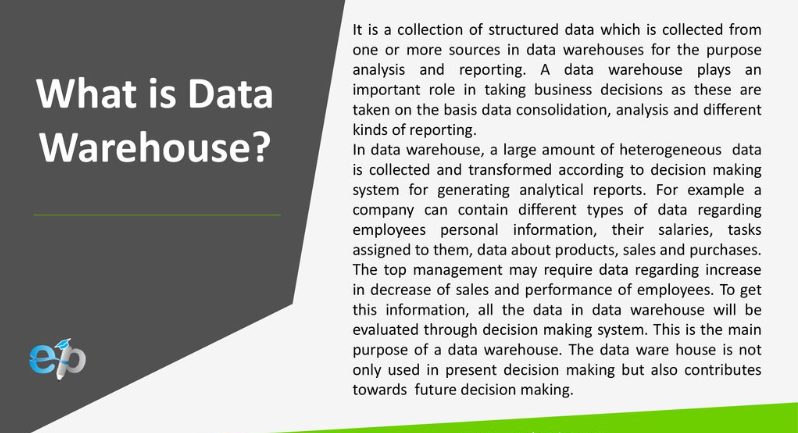 What is Data
Warehouse?
It is a collection of structured data which is collected from
one or more sources in data warehouses for the purpose
analysis and reporting. A data warehouse plays an
important role in taking business decisions as these are
taken on the basis data consolidation, analysis and different
kinds of reporting.
In data warehouse, a large amount of heterogeneous data
is collected and transformed according to decision making
system for generating analytical reports. For example a
company can contain different types of data regarding
employees personal information, their salaries, tasks
assigned to them, data about products, sales and purchases.
The top management may require data regarding increase
in decrease of sales and performance of employees. To get
this information, all the data in data warehouse will be
evaluated through decision making system. This is the main
purpose of a data warehouse. The data ware house is not
only used in present decision making but also contributes
towards future decision making.
ep